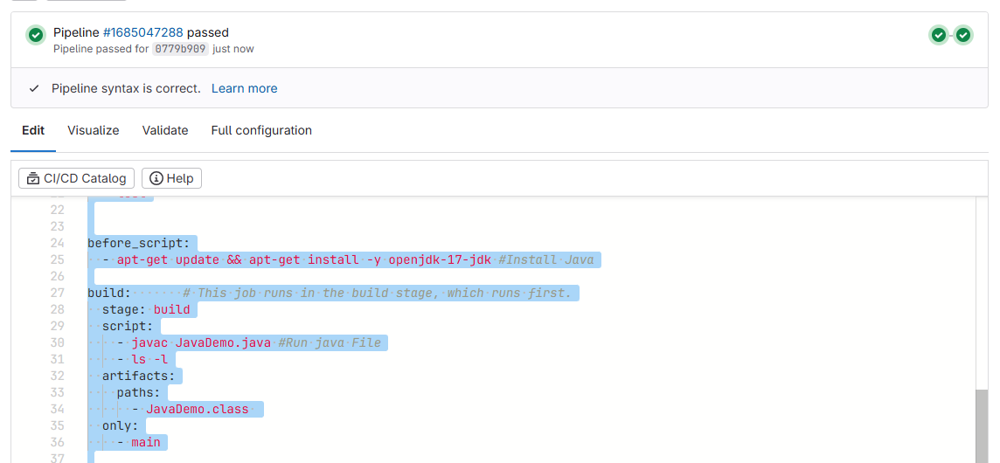 Pipeline #1685047288 passed
Pipeline passed for 0779b909 just now
Pipeline syntax is correct. Learn more
Edit Visualize Validate Full configuration
CI/CD Catalog Help
22
23
24 before_script:
25 - apt-get update && apt-get install -y openjdk-17-jdk #Install Java
26
27 build: # This job runs in the build stage, which runs first.
28 stage: build
29 script:
30 - javac JavaDemo.java #Run java File
31 - ls -l
32 artifacts:
33 paths:
34 - JavaDemo.class
35 only:
36 - main
37